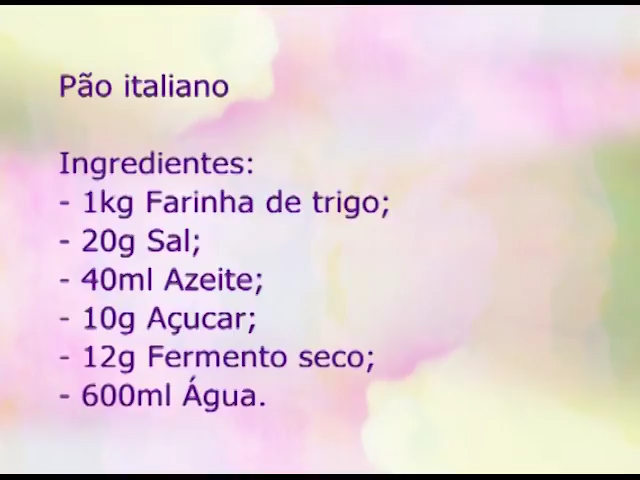 Pão italiano
Ingredientes:
- 1kg Farinha de trigo;
- 20g Sal;
- 40ml Azeite;
- 10g Açucar;
- 12g Fermento seco;
- 600ml Água.